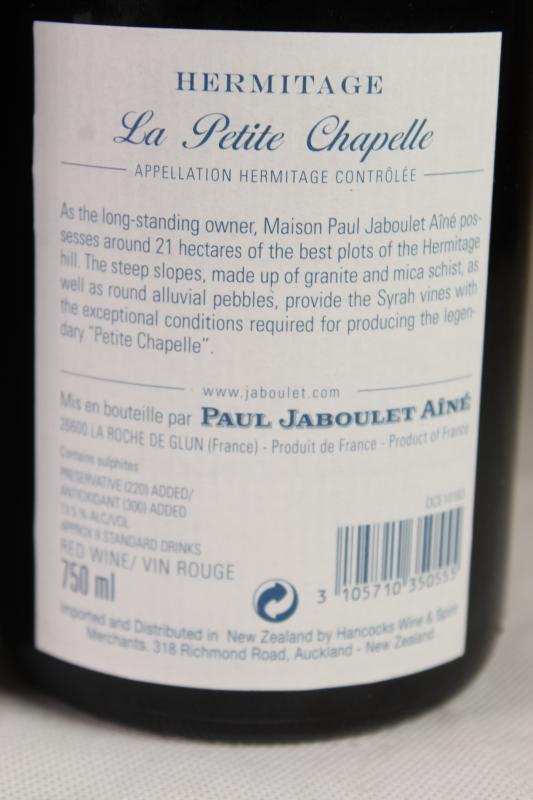 HERMITAGE
La Petite Chapelle
APPELLATION HERMITAGE CONTRÔLÉE
As the long-standing owner, Maison Paul Jaboulet Aîné pos-
sesses around 21 hectares of the best plots of the Hermitage
hill. The steep slopes, made up of granite and mica schist, as
well as round alluvial pebbles, provide the Syrah vines with
the exceptional conditions required for producing the legen-
dary "Petite Chapelle".
www.jaboulet.com
Mis en bouteille par PAUL JABOULET AÎNÉ
26600 LA ROCHE DE GLUN (France) - Produit de France - Product of France
Contains sulphites
PRESERVATIVE (220) ADDED/
ANTIOXIDANT (300) ADDED
13.5 % ALC/VOL
APPROX 8 STANDARD DRINKS
RED WINE/ VIN ROUGE
750 ml
3 105710 350555
Imported and Distributed in New Zealand by Hancocks Wine & Spirit
Merchants. 318 Richmond Road, Auckland - New Zealand